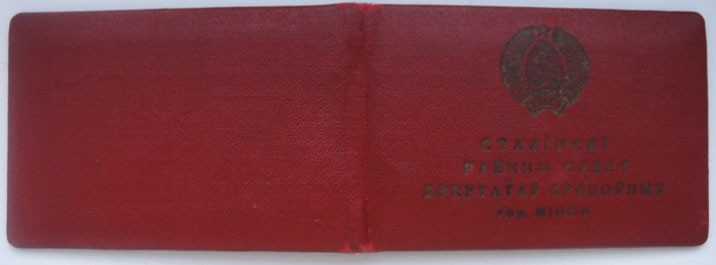 СТАЛІНСКІ
РАЁННЫ САВЕТ
ДЭПУТАТАЎ ПРАЦОЎНЫХ
гор. МІНСК